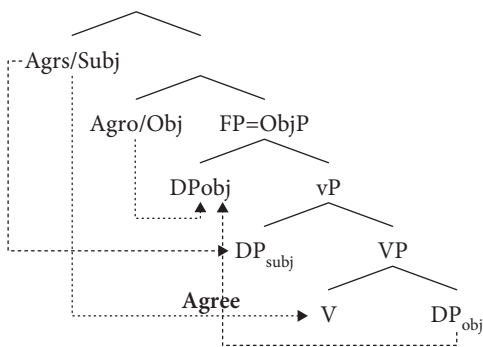 Agrs/Subj
Agro/Obj FP=ObjP
DPobj vP
DPsubj VP
Agree V DPobj